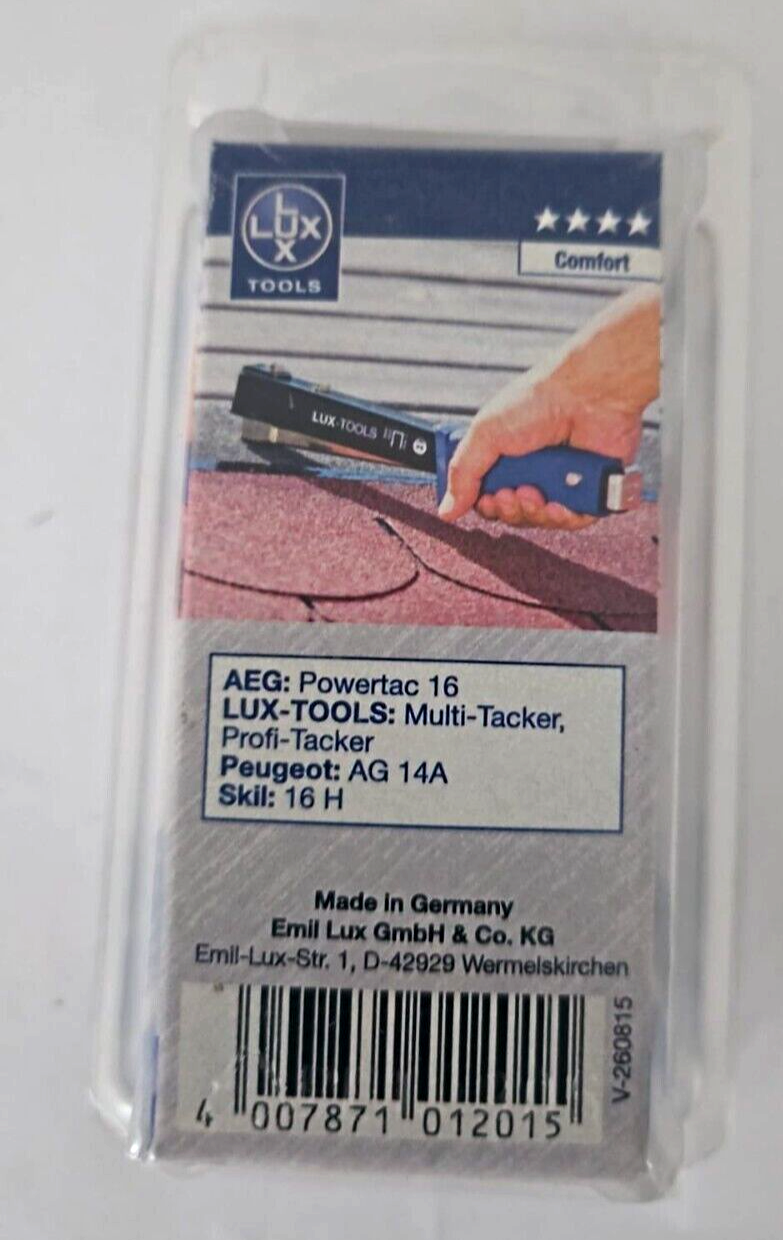 LUX
TOOLS
Comfort
LUX-TOOLS
AEG: Powertac 16
LUX-TOOLS: Multi-Tacker,
Profi-Tacker
Peugeot: AG 14A
Skil: 16 H
Made in Germany
Emil Lux GmbH & Co. KG
Emil-Lux-Str. 1, D-42929 Wermelskirchen
V-260815
4 007871 012015